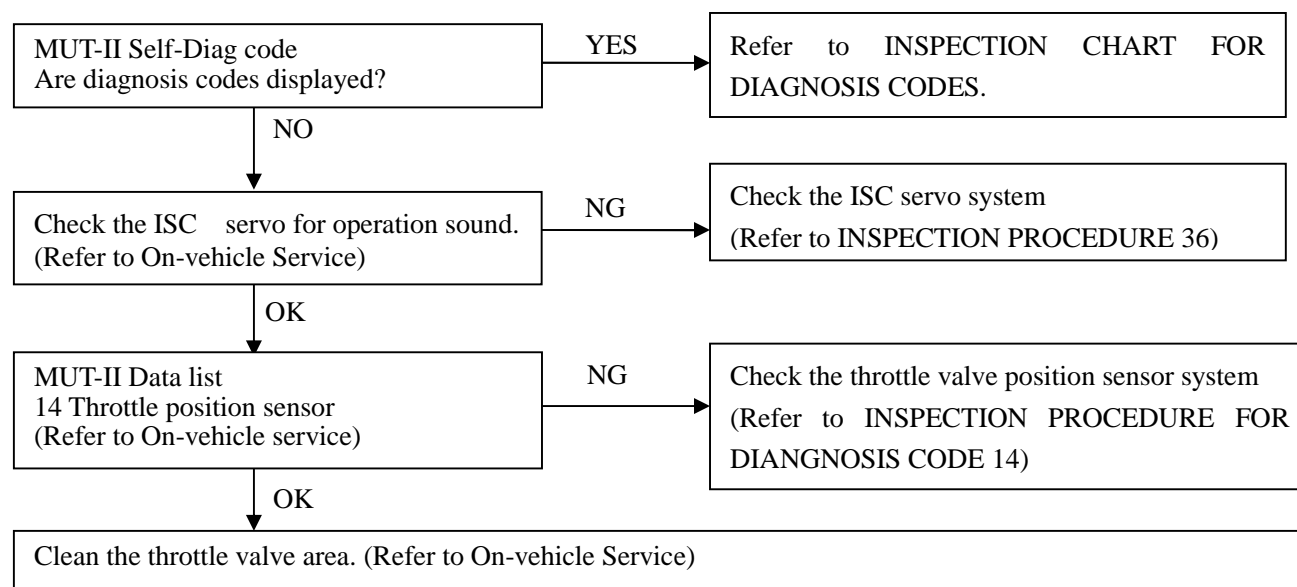 MUT-II Self-Diag code
Are diagnosis codes displayed?
YES
Refer to INSPECTION CHART FOR
DIAGNOSIS CODES.
NO
Check the ISC servo for operation sound.
(Refer to On-vehicle Service)
NG
Check the ISC servo system
(Refer to INSPECTION PROCEDURE 36)
OK
MUT-II Data list
14 Throttle position sensor
(Refer to On-vehicle service)
NG
Check the throttle valve position sensor system
(Refer to INSPECTION PROCEDURE FOR
DIANGNOSIS CODE 14)
OK
Clean the throttle valve area. (Refer to On-vehicle Service)